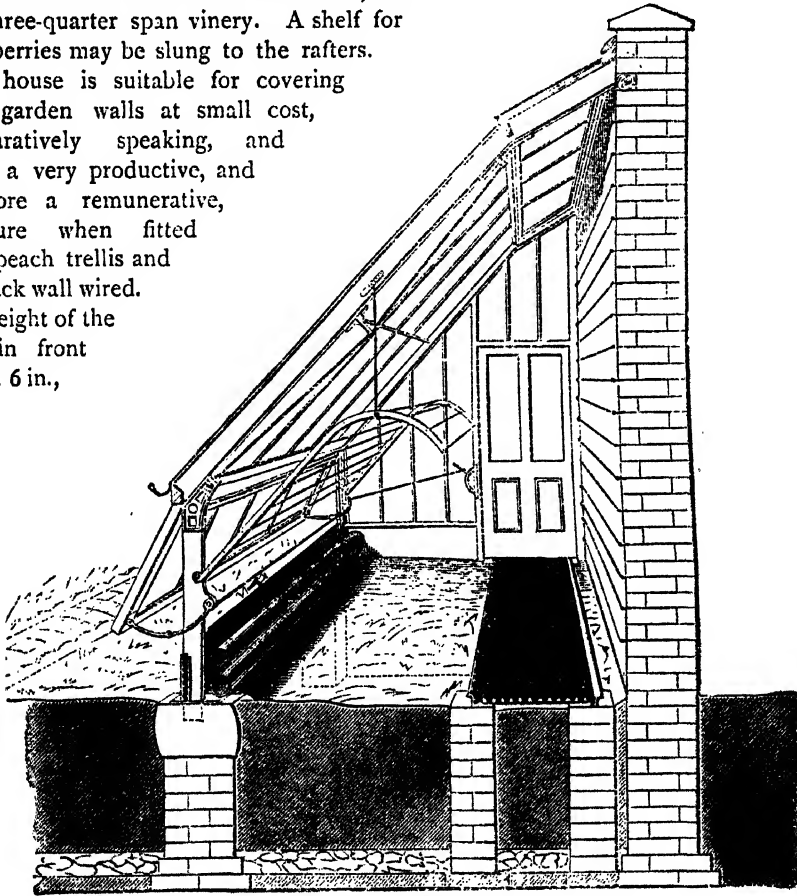 hree-quarter span vinery. A shelf for
berries may be slung to the rafters.
house is suitable for covering
garden walls at small cost,
aratively speaking, and
a very productive, and
ore a remunerative,
ure when fitted
peach trellis and
ck wall wired.
eight of the
in front
6 in.,